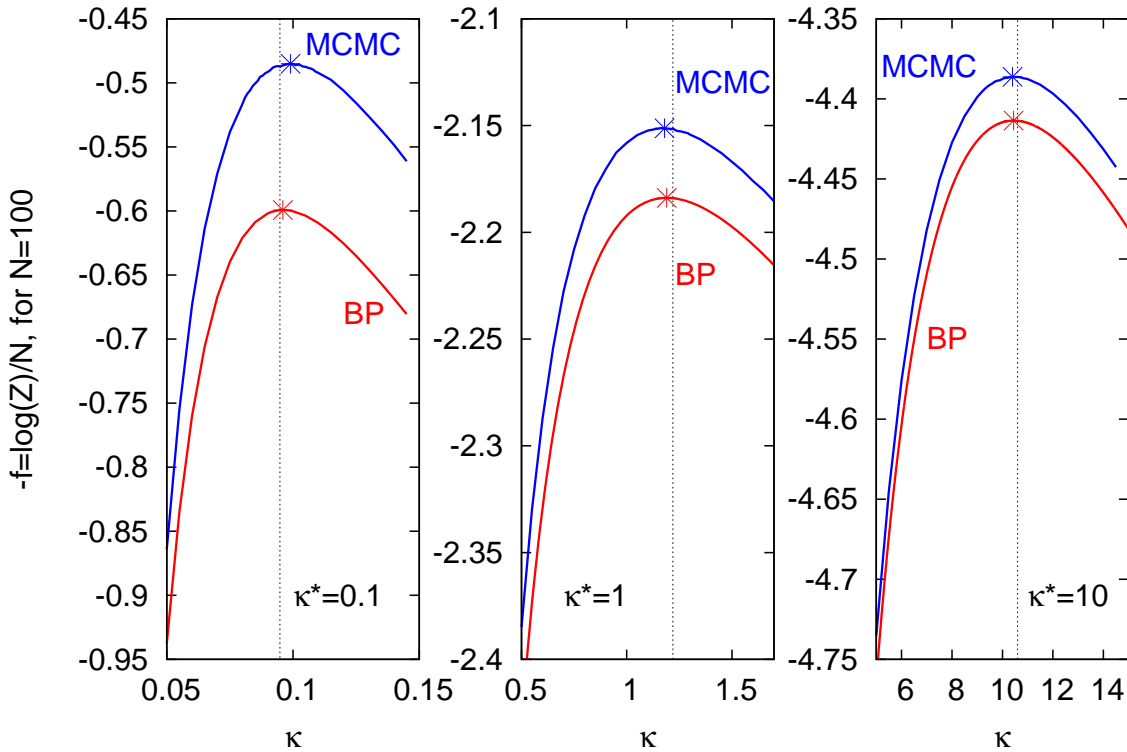 -f=log(Z)/N, for N=100
-0.45
-0.5
-0.55
-0.6
-0.65
-0.7
-0.75
-0.8
-0.85
-0.9
-0.95
0.05
0.1
0.15
κ
MCMC
BP
κ*=0.1
-2.1
-2.15
-2.2
-2.25
-2.3
-2.35
-2.4
0.5
1
1.5
κ
MCMC
BP
κ*=1
-4.35
-4.4
-4.45
-4.5
-4.55
-4.6
-4.65
-4.7
-4.75
6
8
10
12
14
κ
MCMC
BP
κ*=10